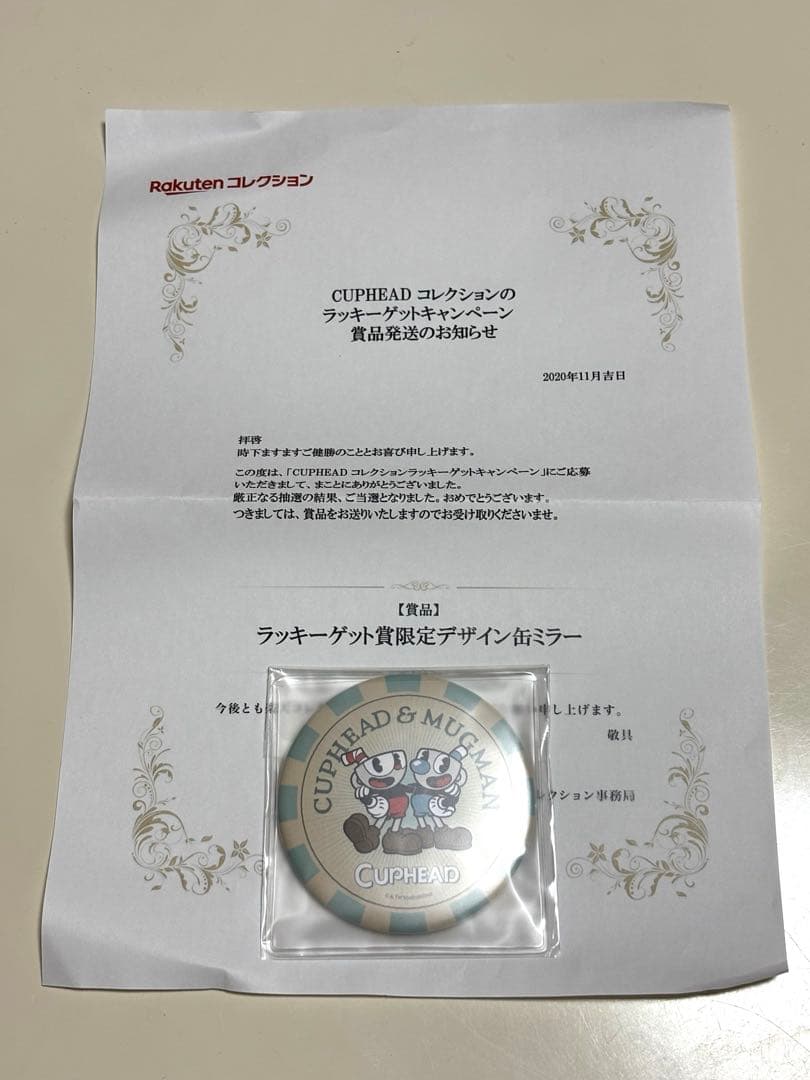 Rakuten コレクション
CUPHEAD コレクションの
ラッキーゲットキャンペーン
賞品発送のお知らせ
2020年11月吉日
拝啓
時下ますますご健勝のこととお喜び申し上げます。
この度は、「CUPHEAD コレクションラッキーゲットキャンペーン」にご応募
いただきまして、まことにありがとうございました。
厳正なる抽選の結果、ご当選となりました。おめでとうございます。
つきましては、賞品をお送りいたしますのでお受け取りくださいませ。
【賞品】
ラッキーゲット賞限定デザイン缶ミラー
今後とも
申し上げます。
敬具
レクション事務局
CUPHEAD & MUGMAN
CUPHEAD